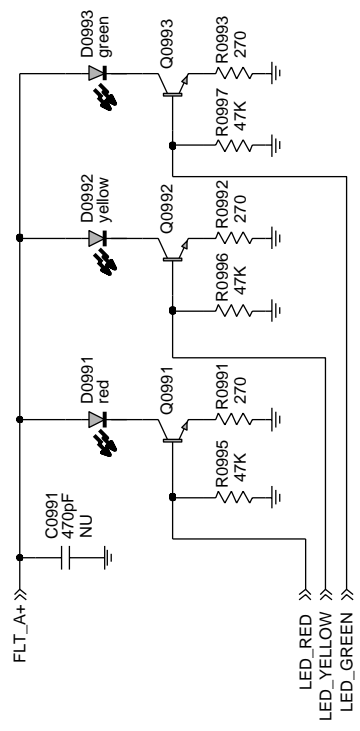 FLT_A+
C0991
470pF
NU
D0991
red
D0992
yellow
D0993
green
Q0991
Q0992
Q0993
R0995
47K
R0991
270
R0996
47K
R0992
270
R0997
47K
R0993
270
LED_RED
LED_YELLOW
LED_GREEN